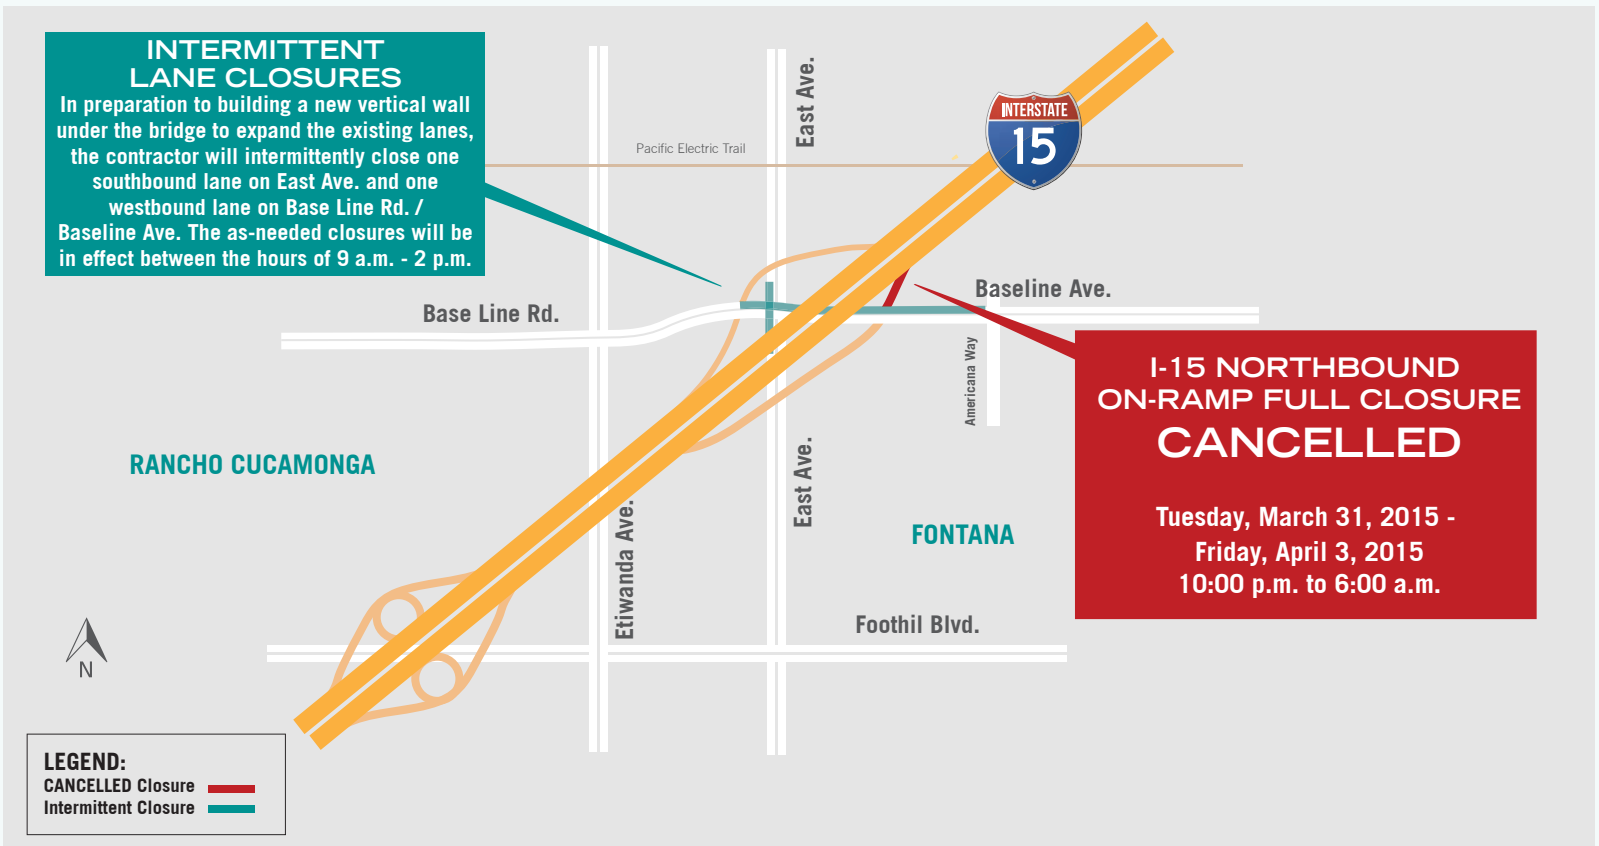 INTERMITTENT
LANE CLOSURES
In preparation to building a new vertical wall
under the bridge to expand the existing lanes,
the contractor will intermittently close one
southbound lane on East Ave. and one
westbound lane on Base Line Rd. /
Baseline Ave. The as-needed closures will be
in effect between the hours of 9 a.m. - 2 p.m.
East Ave.
INTERSTATE
15
Pacific Electric Trail
Base Line Rd.
Baseline Ave.
Americana Way
I-15 NORTHBOUND
ON-RAMP FULL CLOSURE
CANCELLED
Tuesday, March 31, 2015 -
Friday, April 3, 2015
10:00 p.m. to 6:00 a.m.
RANCHO CUCAMONGA
East Ave.
FONTANA
Etiwanda Ave.
Foothil Blvd.
N
LEGEND:
CANCELLED Closure
Intermittent Closure